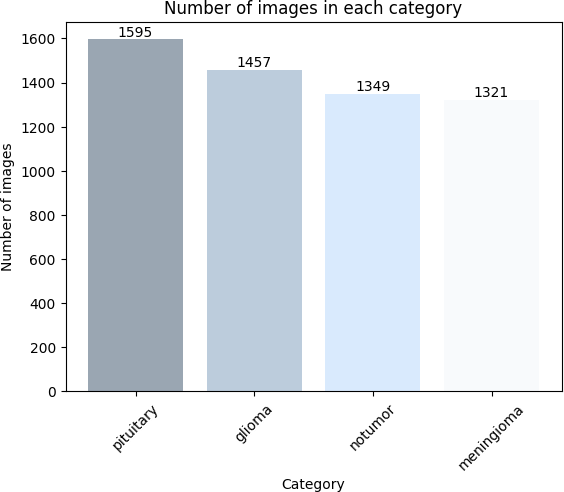 Number of images in each category
Number of images
1600
1400
1200
1000
800
600
400
200
0
1595
1457
1349
1321
pituitary
glioma
notumor
meningioma
Category